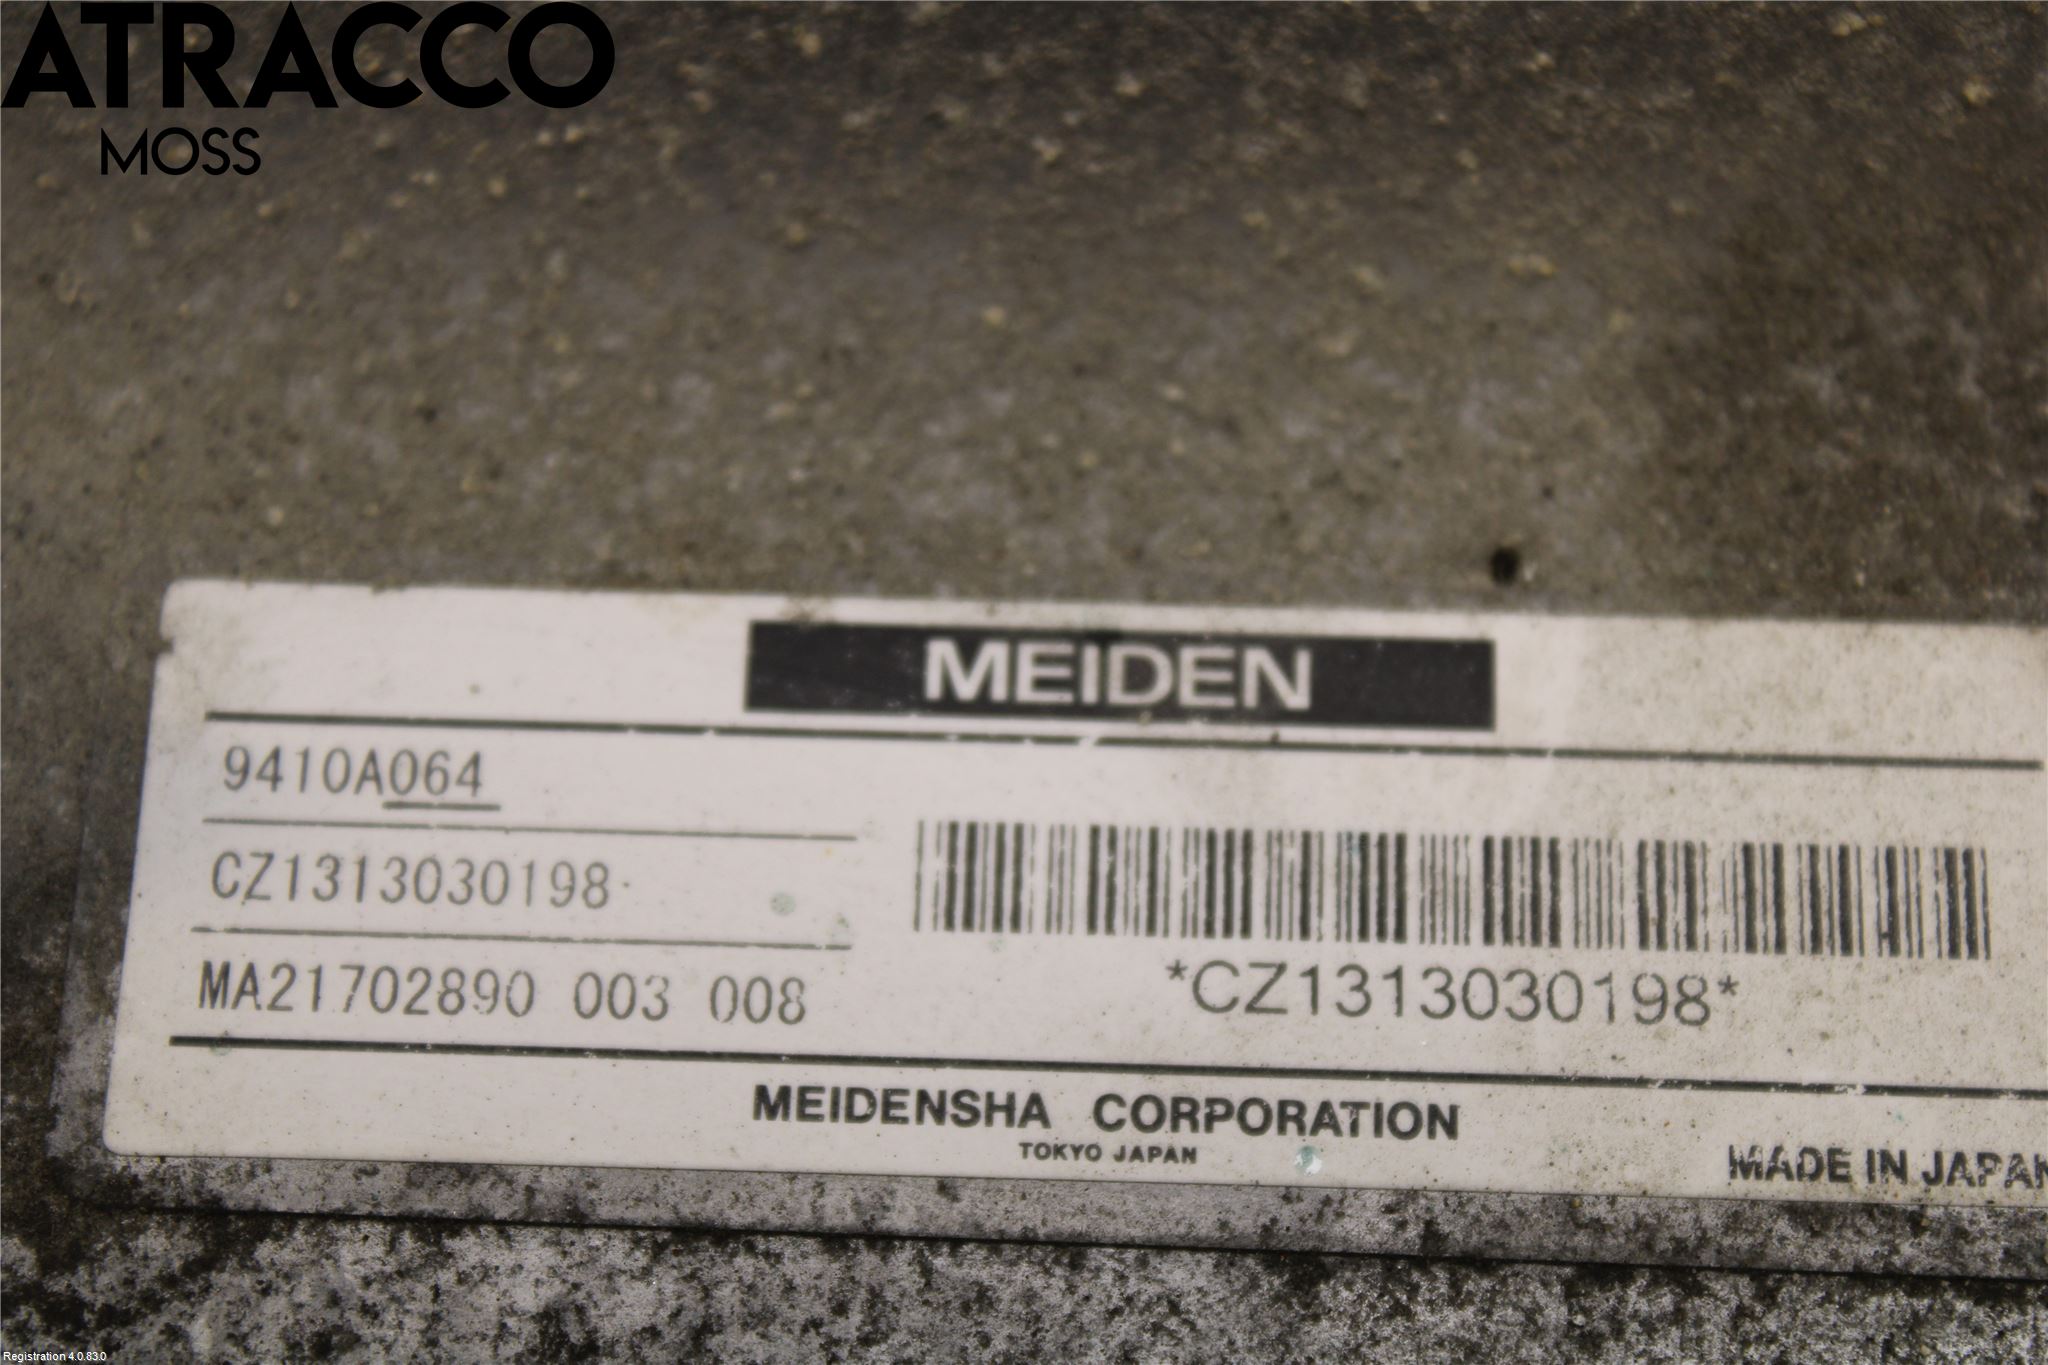 ATRACCO
MOSS
MEIDEN
9410A064
CZ1313030198
MA21702890 003 008
*CZ1313030198*
MEIDENSHA CORPORATION
TOKYO JAPAN
MADE IN JAPAN
Registration 4.0.83.0